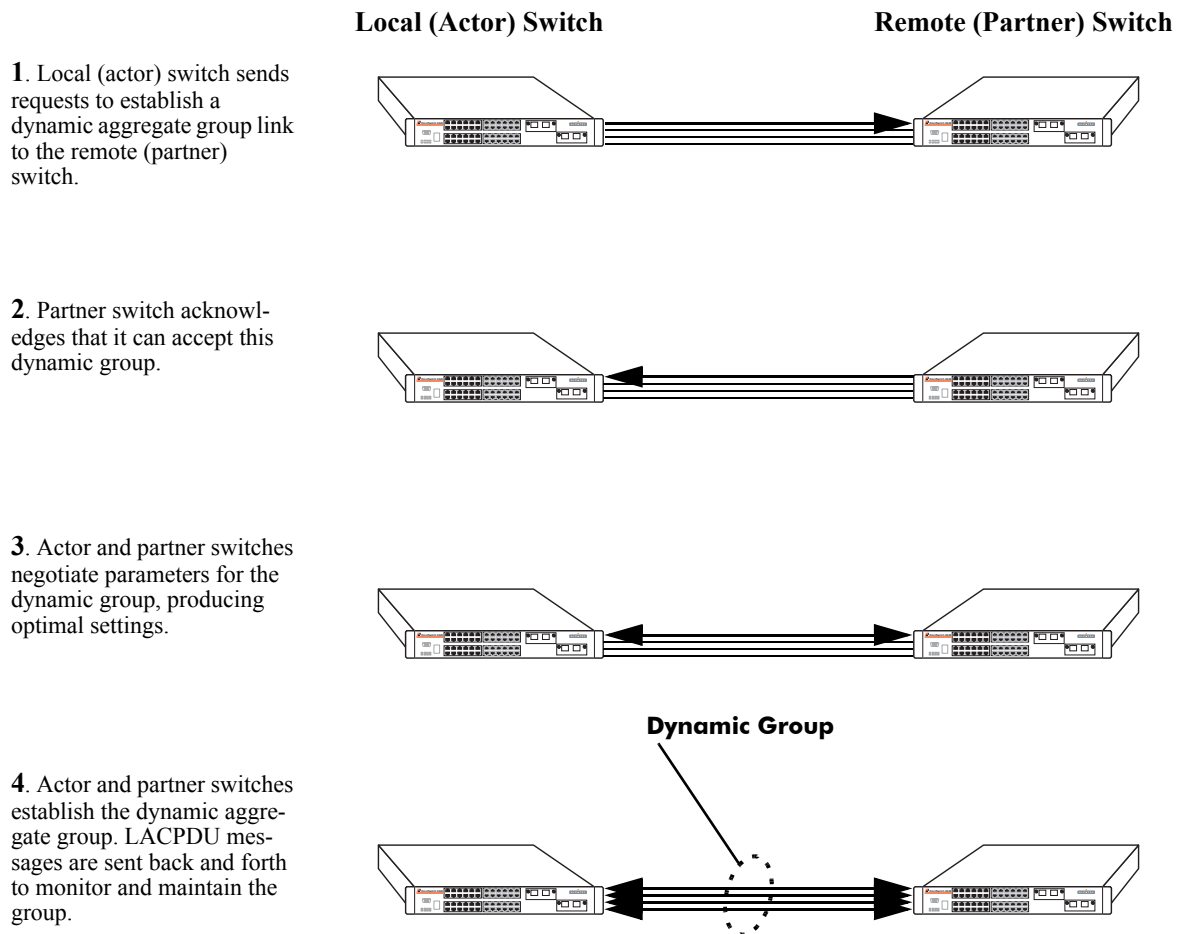 Local (Actor) Switch
Remote (Partner) Switch
1. Local (actor) switch sends
requests to establish a
dynamic aggregate group link
to the remote (partner)
switch.
2. Partner switch acknowl-
edges that it can accept this
dynamic group.
3. Actor and partner switches
negotiate parameters for the
dynamic group, producing
optimal settings.
Dynamic Group
4. Actor and partner switches
establish the dynamic aggre-
gate group. LACPDU mes-
sages are sent back and forth
to monitor and maintain the
group.